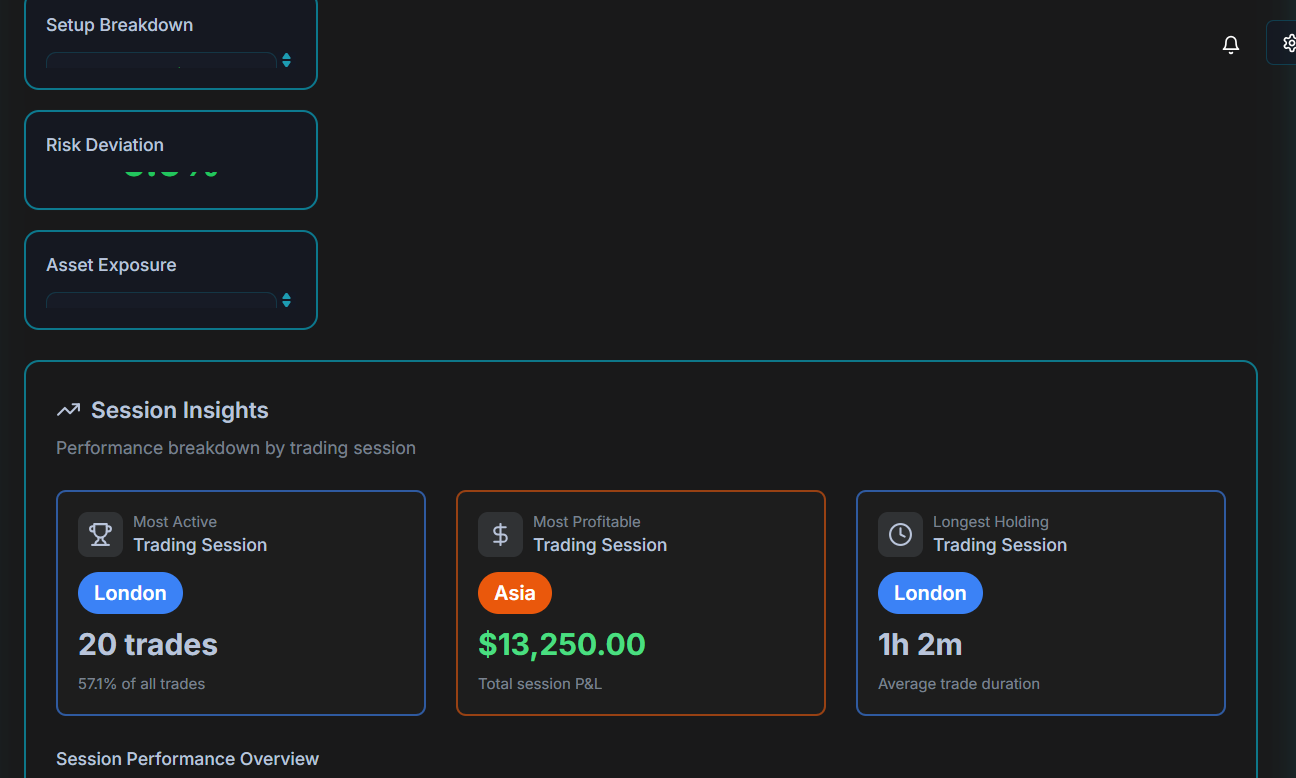 Setup Breakdown
Risk Deviation
Asset Exposure
Session Insights
Performance breakdown by trading session
Most Active
Trading Session
London
20 trades
57.1% of all trades
Most Profitable
Trading Session
Asia
$13,250.00
Total session P&L
Longest Holding
Trading Session
London
1h 2m
Average trade duration
Session Performance Overview